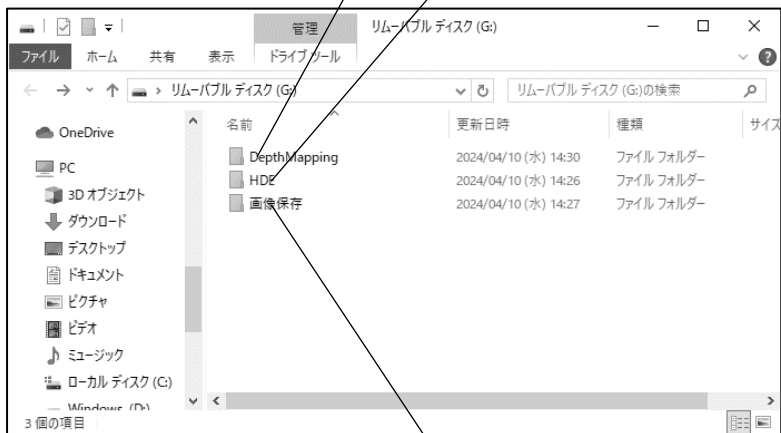 管理
リムーバブル ディスク (G:)
ファイル ホーム 共有 表示 ドライブ ツール
リムーバブル ディスク (G:)
リムーバブル ディスク (G:)の検索
OneDrive
PC
3D オブジェクト
ダウンロード
デスクトップ
ドキュメント
ピクチャ
ビデオ
ミュージック
ローカル ディスク (C:)
Windows (D:)
名前 更新日時 種類 サイズ
DepthMapping 2024/04/10 (水) 14:30 ファイル フォルダー
HDE 2024/04/10 (水) 14:26 ファイル フォルダー
画像保存 2024/04/10 (水) 14:27 ファイル フォルダー
3 個の項目